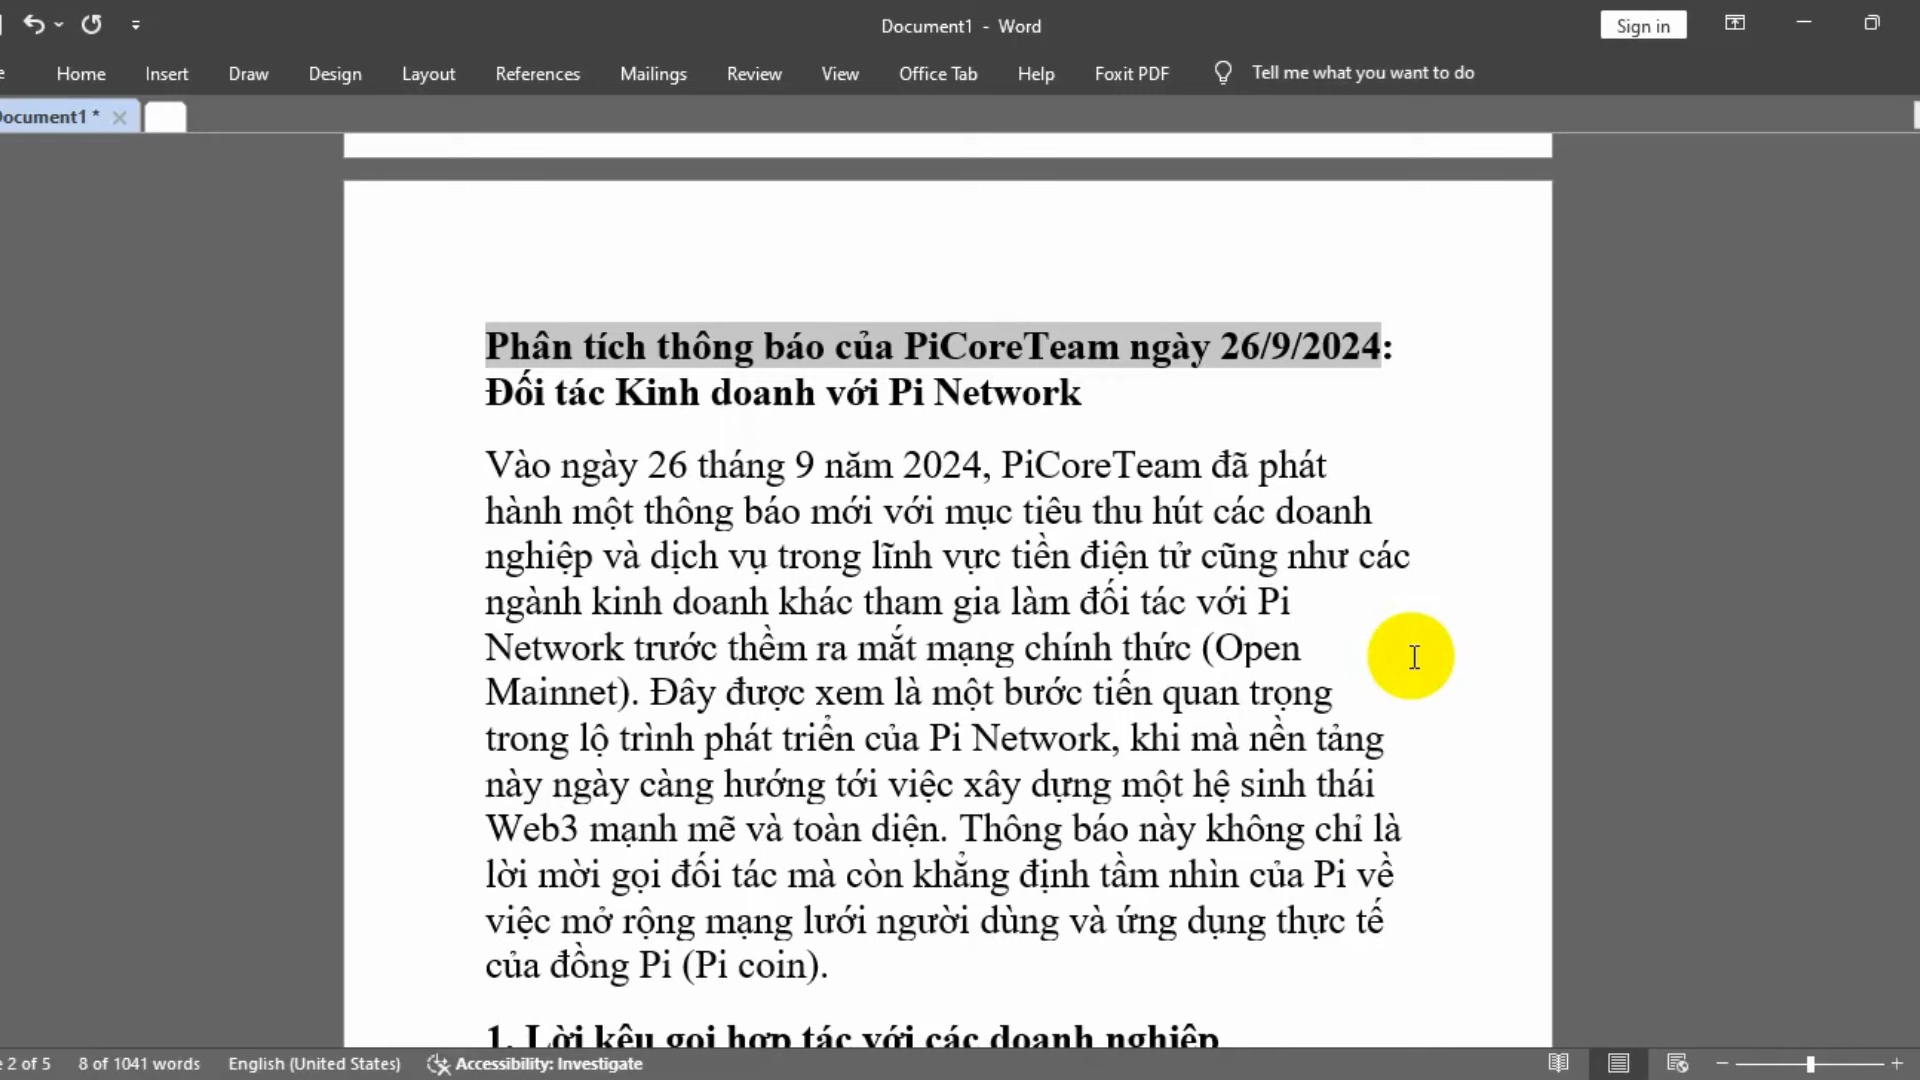 Document1 - Word
Sign in
Home Insert Draw Design Layout References Mailings Review View Office Tab Help Foxit PDF Tell me what you want to do
ocument1 *
Phân tích thông báo của PiCoreTeam ngày 26/9/2024:
Đối tác Kinh doanh với Pi Network
Vào ngày 26 tháng 9 năm 2024, PiCoreTeam đã phát
hành một thông báo mới với mục tiêu thu hút các doanh
nghiệp và dịch vụ trong lĩnh vực tiền điện tử cũng như các
ngành kinh doanh khác tham gia làm đối tác với Pi
Network trước thềm ra mắt mạng chính thức (Open
Mainnet). Đây được xem là một bước tiến quan trọng
trong lộ trình phát triển của Pi Network, khi mà nền tảng
này ngày càng hướng tới việc xây dựng một hệ sinh thái
Web3 mạnh mẽ và toàn diện. Thông báo này không chỉ là
lời mời gọi đối tác mà còn khẳng định tầm nhìn của Pi về
việc mở rộng mạng lưới người dùng và ứng dụng thực tế
của đồng Pi (Pi coin).
1. Lời kêu gọi hợp tác với các doanh nghiệp
e 2 of 5 8 of 1041 words English (United States) Accessibility: Investigate